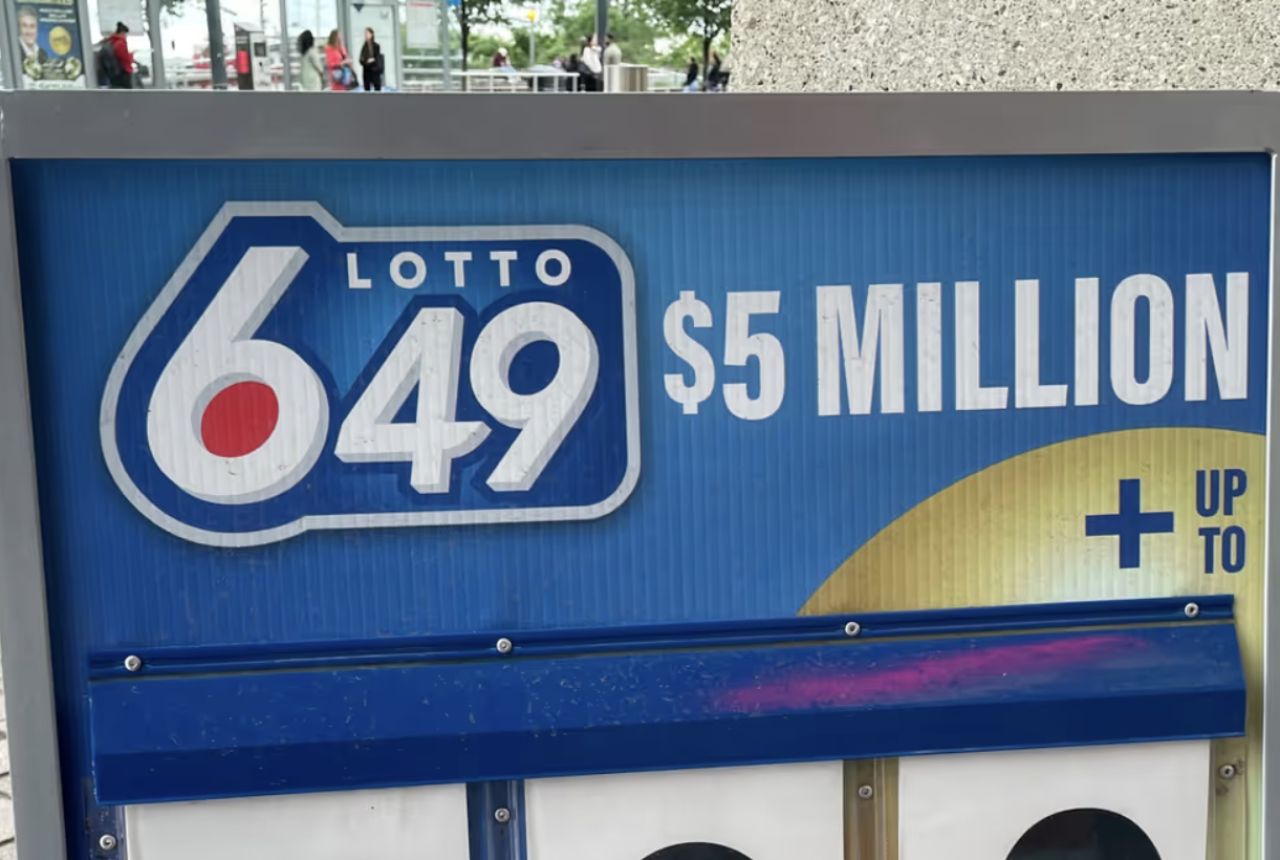 LOTTO
649
$5 MILLION
+ UP
TO